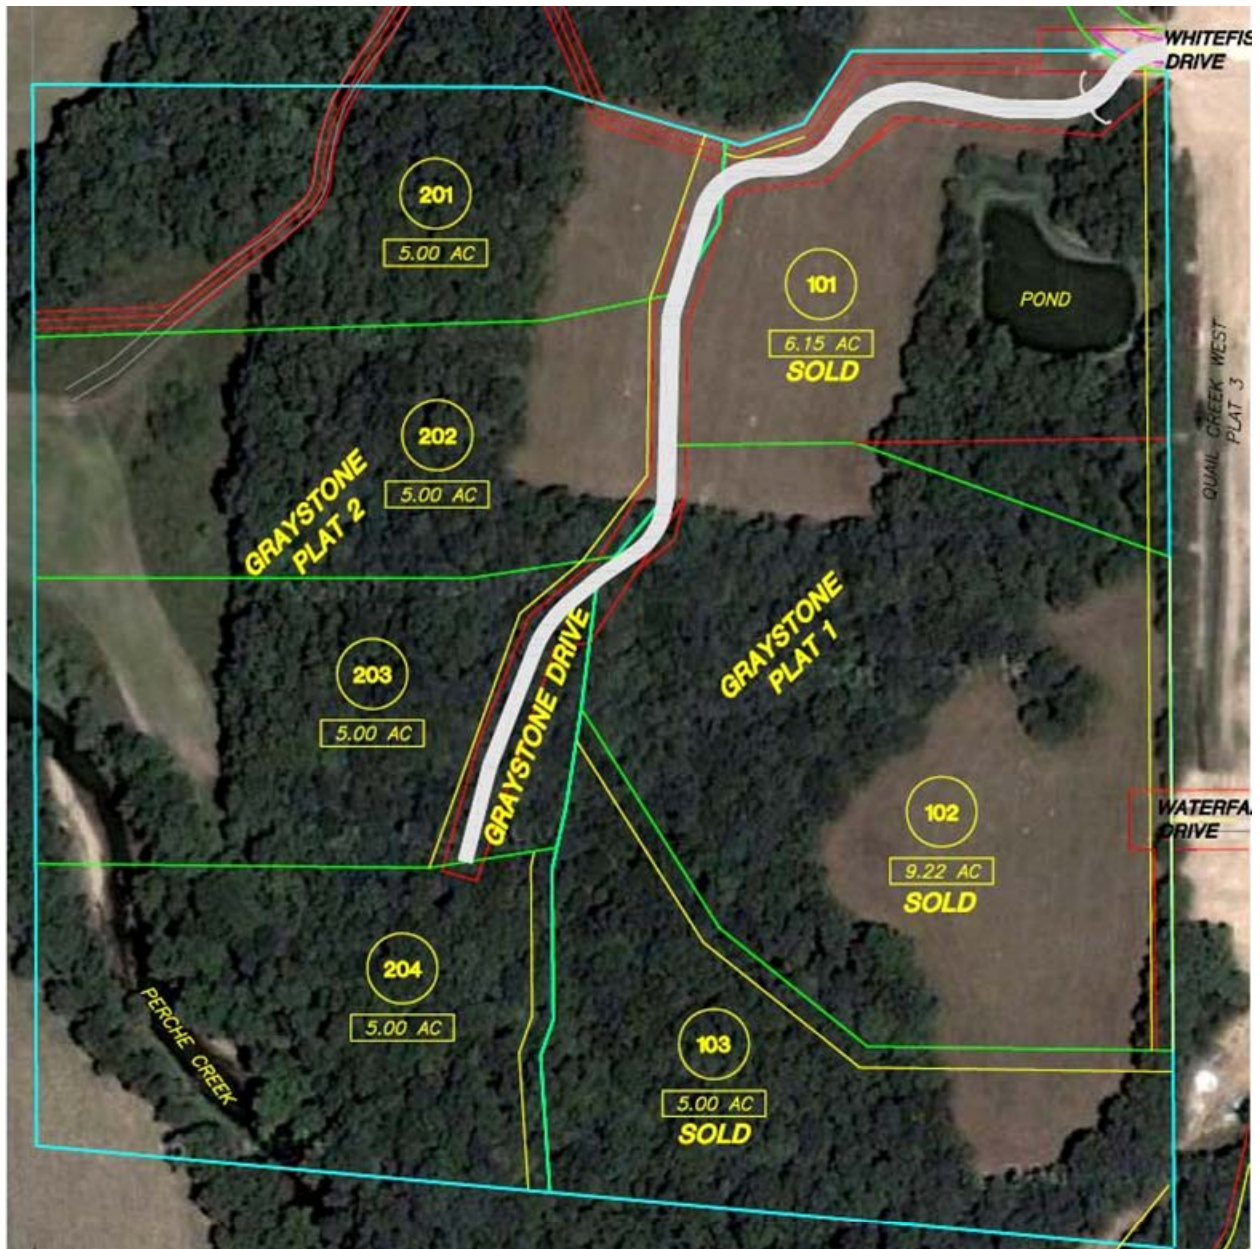 WHITEFIS
DRIVE
201
5.00 AC
101
6.15 AC
SOLD
POND
QUAIL CREEK WEST
PLAT 3
202
5.00 AC
GRAYSTONE
PLAT 2
GRAYSTONE
PLAT 1
203
5.00 AC
GRAYSTONE DRIVE
102
9.22 AC
SOLD
WATERFA
DRIVE
204
5.00 AC
PERCHE CREEK
103
5.00 AC
SOLD